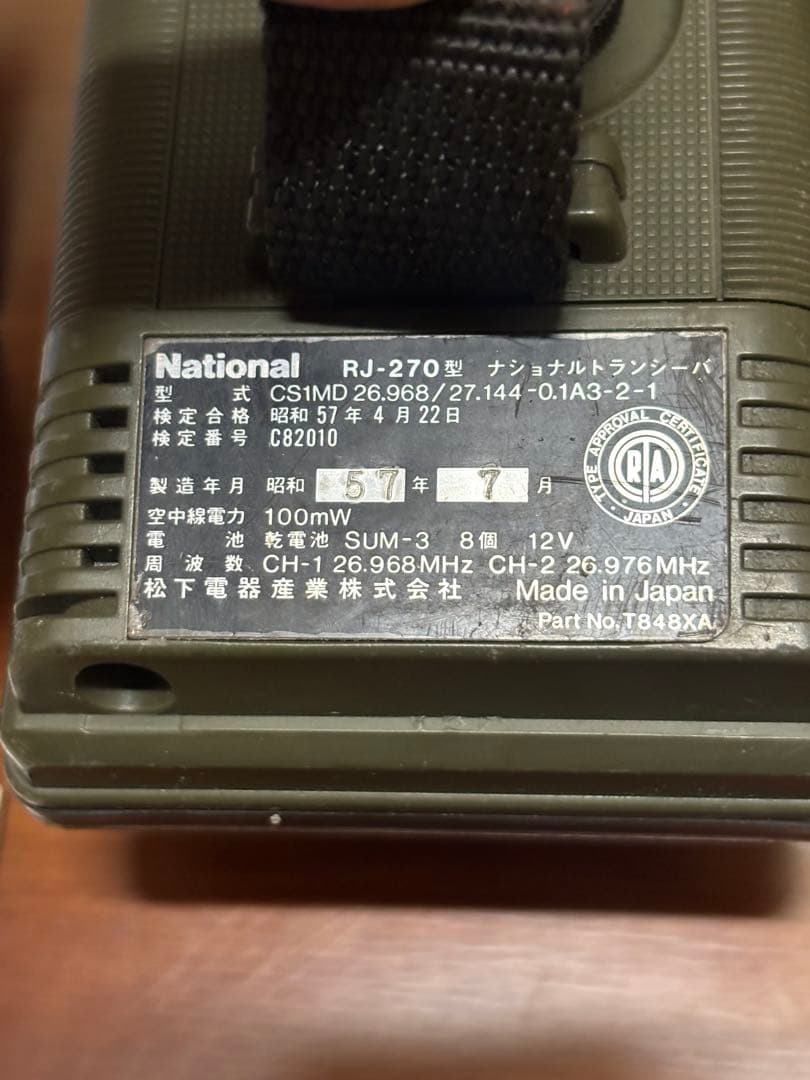 National RJ-270型 ナショナルトランシーバ
型式 CS1MD 26.968/27.144-0.1A3-2-1
検定合格 昭和57年4月22日
検定番号 C82010
TYPE APPROVAL CERTIFICATE
RTA
JAPAN
製造年月 昭和 57 年 7 月
空中線電力 100mW
電池 乾電池 SUM-3 8個 12V
周波数 CH-1 26.968MHz CH-2 26.976MHz
松下電器産業株式会社 Made in Japan
Part No.T848XA